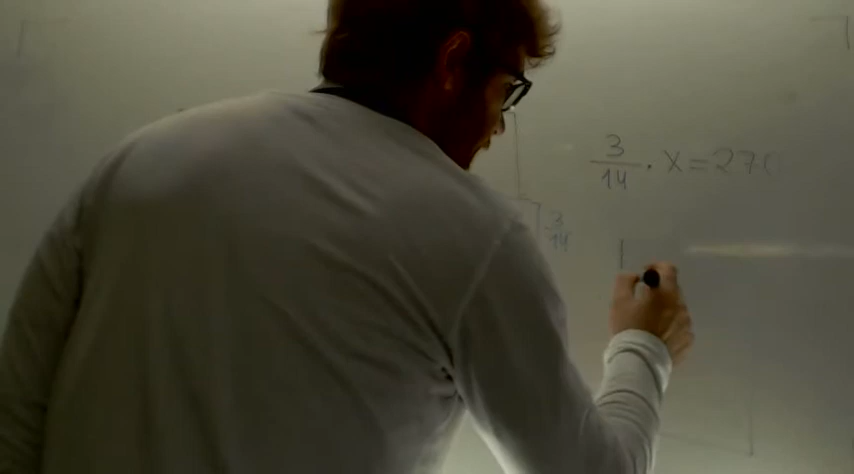 3
14 · x = 27
3
14